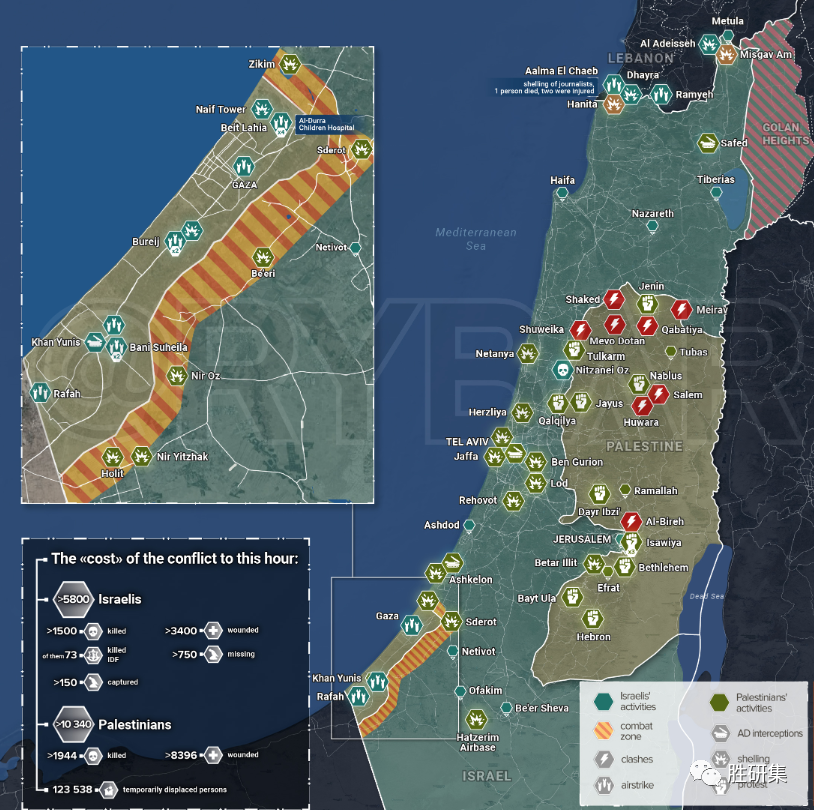 Metula
Al Adeisseh
LEBANON
Misgav Am
Aalma El Chaeb
Dhayra
shelling of journalists,
1 person died, two were injured
Ramyeh
Hanita
GOLAN
HEIGHTS
Safed
Haifa
Tiberias
Nazareth
Mediterranean
Sea
Zikim
Naif Tower
Beit Lahia
Al-Durra
Children Hospital
Sderot
GAZA
Bureij
x3
Netivot
Be'eri
Khan Yunis
Bani Suheila
x2
Nir Oz
Rafah
Holit
Nir Yitzhak
@RYBAR
Jenin
Shaked
Meirav
Shuweika
Mevo Dotan
Qabatiya
Netanya
Tulkarm
Tubas
Nitzanei Oz
Nablus
Salem
Herzliya
Qalqilya
Jayus
Huwara
TEL AVIV
PALESTINE
Jaffa
Ben Gurion
Lod
Rehovot
Ramallah
Dayr Ibzi'
Ashdod
Al-Bireh
JERUSALEM
Isawiya
Betar Illit
Bethlehem
Ashkelon
Efrat
Dead Sea
Bayt Ula
Gaza
Sderot
Hebron
Netivot
Khan Yunis
Rafah
Ofakim
Be'er Sheva
Hatzerim
Airbase
ISRAEL
The «cost» of the conflict to this hour:
>5800 Israelis
>1500 killed >3400 wounded
of them 73 killed IDF >750 missing
>150 captured
>10 340 Palestinians
>1944 killed >8396 wounded
123 538 temporarily displaced persons
Israelis' activities
Palestinians' activities
combat zone
AD interceptions
clashes
shelling
airstrike
protest
胜研集